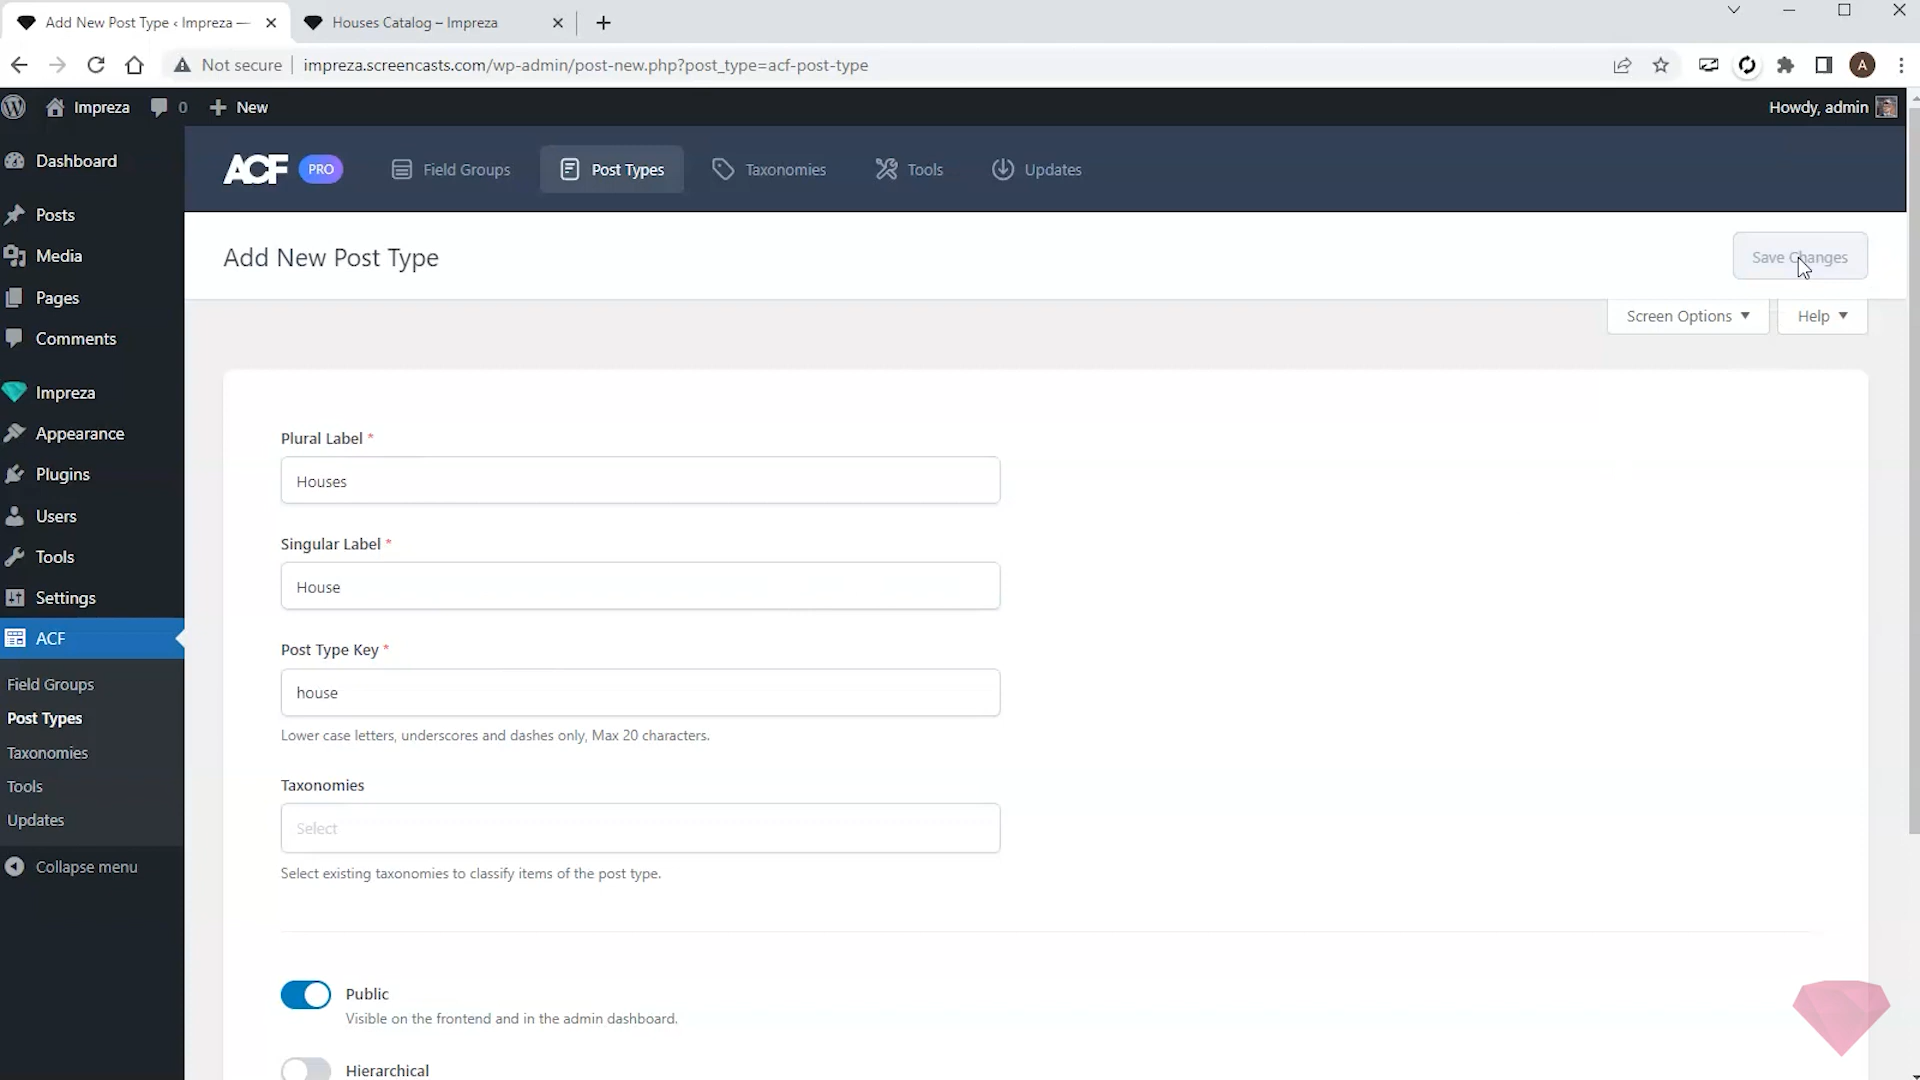 Add New Post Type ‹ Impreza —
Houses Catalog – Impreza
Not secure
impreza.screencasts.com/wp-admin/post-new.php?post_type=acf-post-type
A
Impreza
0
New
Howdy, admin
Dashboard
Posts
Media
Pages
Comments
Impreza
Appearance
Plugins
Users
Tools
Settings
ACF
Field Groups
Post Types
Taxonomies
Tools
Updates
Collapse menu
ACF PRO
Field Groups
Post Types
Taxonomies
Tools
Updates
Add New Post Type
Save Changes
Screen Options
Help
Plural Label *
Houses
Singular Label *
House
Post Type Key *
house
Lower case letters, underscores and dashes only, Max 20 characters.
Taxonomies
Select
Select existing taxonomies to classify items of the post type.
Public
Visible on the frontend and in the admin dashboard.
Hierarchical